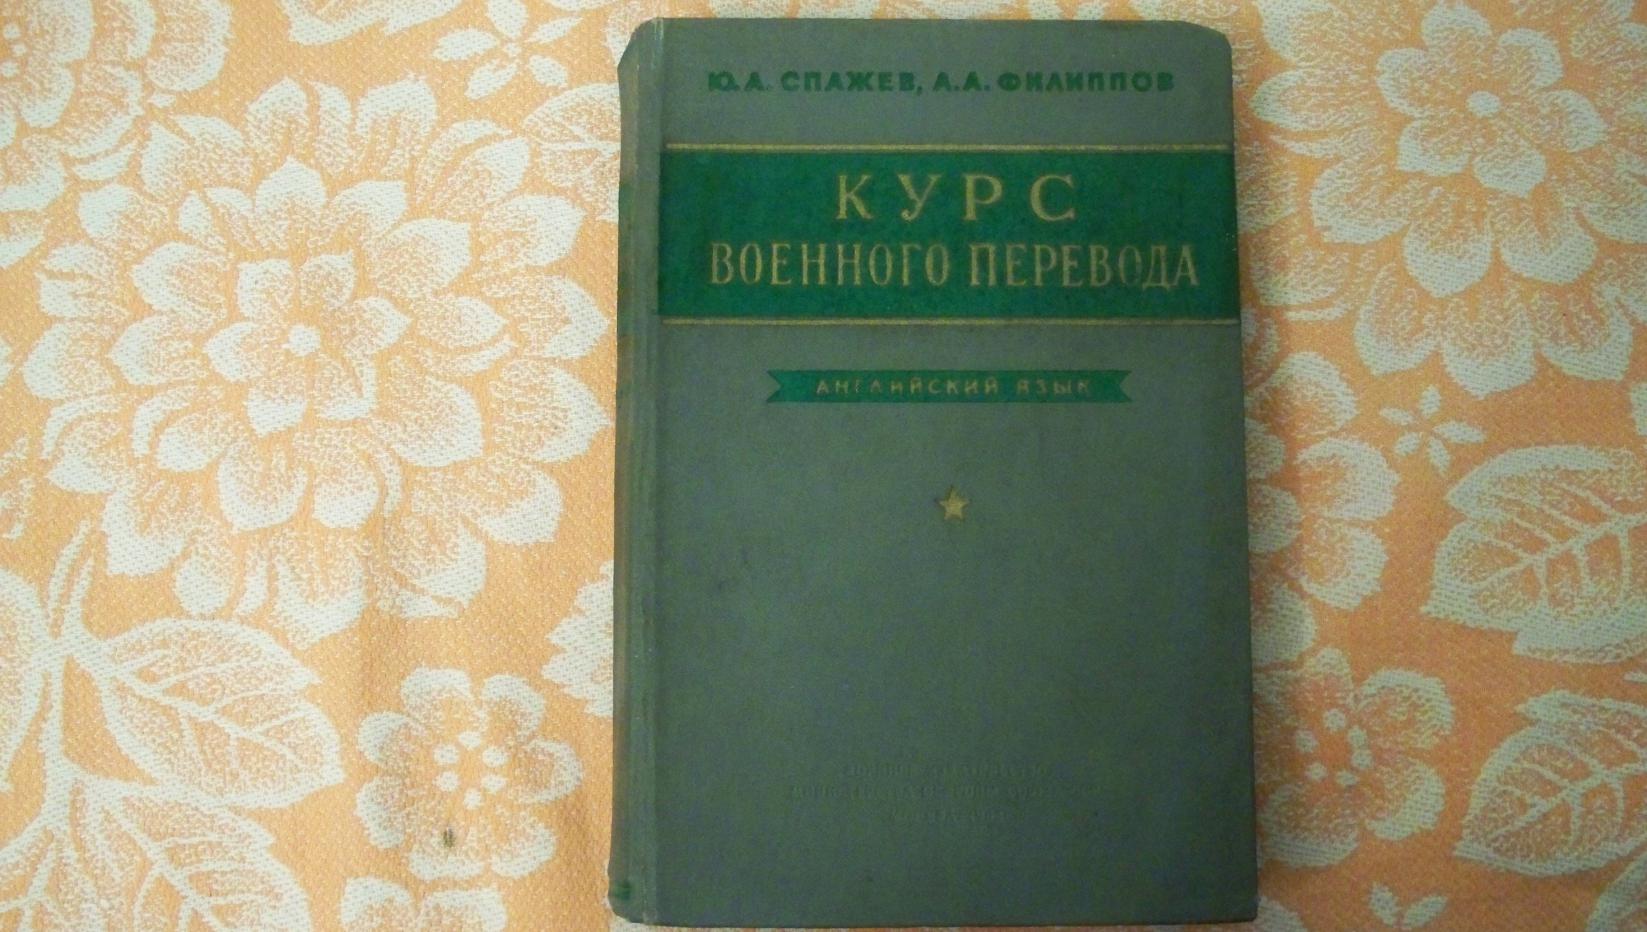 Ю.А. СПАЖЕВ, А.А. ФИЛИППОВ
КУРС
ВОЕННОГО ПЕРЕВОДА
АНГЛИЙСКИЙ ЯЗЫК